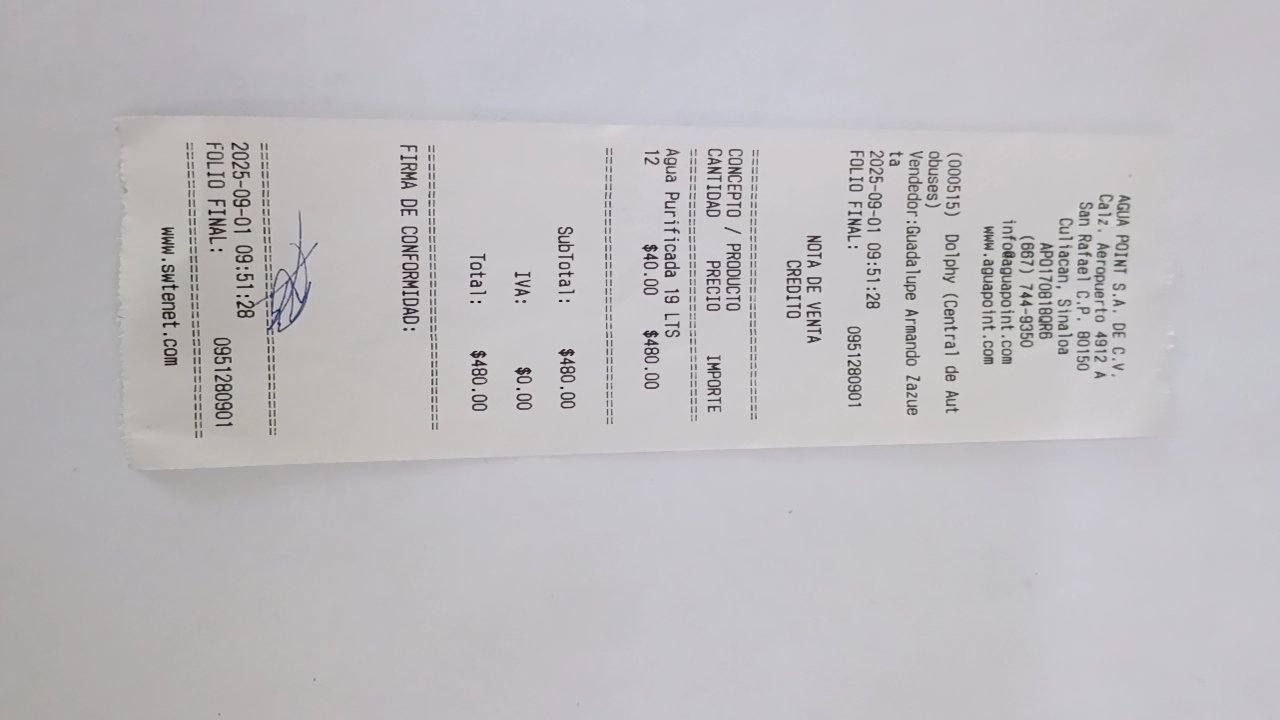 AGUA POINT S.A. DE C.V.
Calz. Aeropuerto 4912 A
San Rafael C.P. 80150
Culiacan, Sinaloa
APO170818QR6
(667) 744-9350
info@aguapoint.com
www.aguapoint.com
(000515) Dolphy (Central de Aut
obuses)
Vendedor:Guadalupe Armando Zazue
ta
2025-09-01 09:51:28
FOLIO FINAL: 0951280901
NOTA DE VENTA
CREDITO
================================
CONCEPTO / PRODUCTO
CANTIDAD PRECIO IMPORTE
================================
Agua Purificada 19 LTS
12 $40.00 $480.00
================================
SubTotal: $480.00
IVA: $0.00
Total: $480.00
================================
FIRMA DE CONFORMIDAD:
================================
2025-09-01 09:51:28
FOLIO FINAL: 0951280901
================================
www.swtenet.com